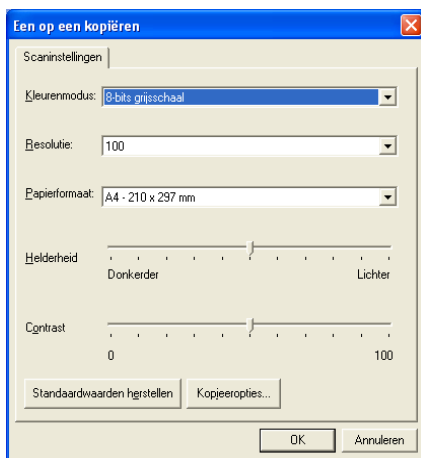 Een op een kopiëren
Scaninstellingen
Kleurenmodus: 8-bits grijsschaal
Resolutie: 100
Papierformaat: A4 - 210 x 297 mm
Helderheid
Donkerder Lichter
Contrast
0 100
Standaardwaarden herstellen Kopjeeropties...
OK Annuleren